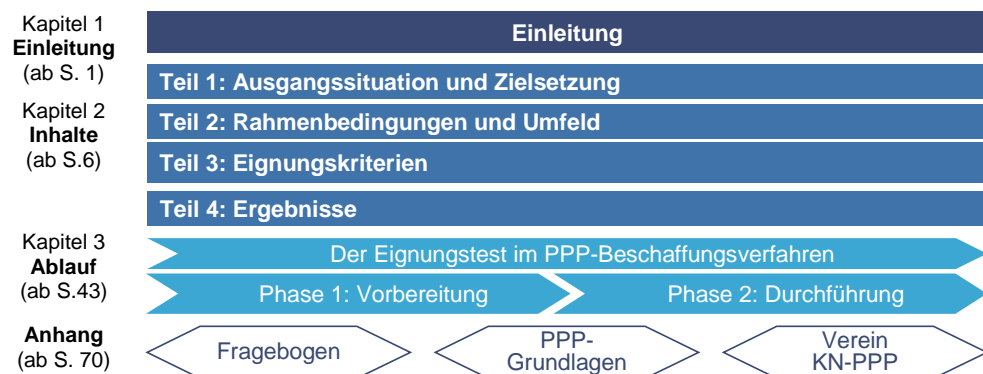 Kapitel 1
Einleitung
(ab S. 1)
Einleitung
Teil 1: Ausgangssituation und Zielsetzung
Kapitel 2
Inhalte
(ab S.6)
Teil 2: Rahmenbedingungen und Umfeld
Teil 3: Eignungskriterien
Teil 4: Ergebnisse
Kapitel 3
Ablauf
(ab S.43)
Der Eignungstest im PPP-Beschaffungsverfahren
Phase 1: Vorbereitung
Phase 2: Durchführung
Anhang
(ab S. 70)
Fragebogen
PPP-
Grundlagen
Verein
KN-PPP